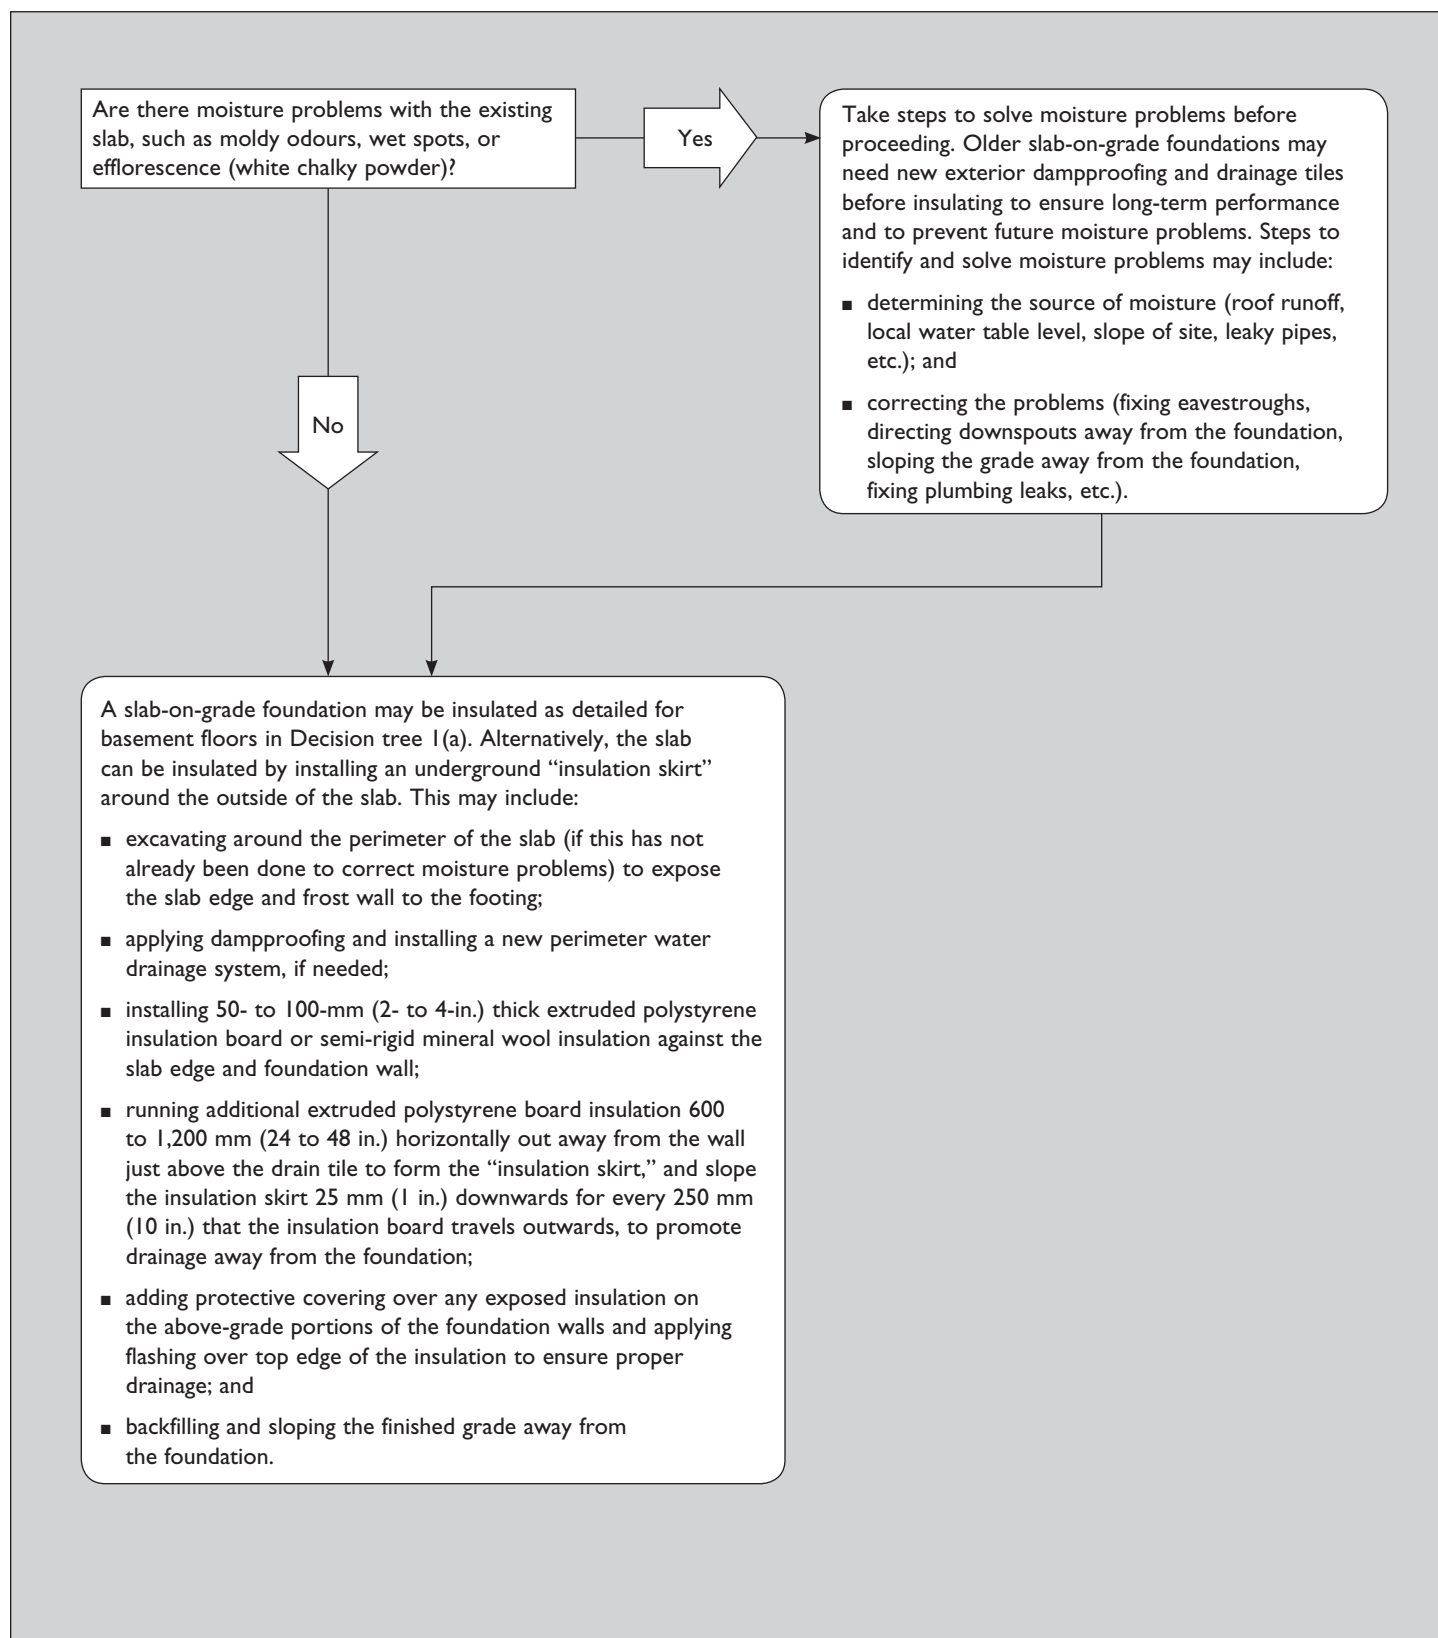 Are there moisture problems with the existing
slab, such as moldy odours, wet spots, or
efflorescence (white chalky powder)?
Yes
Take steps to solve moisture problems before
proceeding. Older slab-on-grade foundations may
need new exterior dampproofing and drainage tiles
before insulating to ensure long-term performance
and to prevent future moisture problems. Steps to
identify and solve moisture problems may include:
■ determining the source of moisture (roof runoff,
local water table level, slope of site, leaky pipes,
etc.); and
■ correcting the problems (fixing eavestroughs,
directing downspouts away from the foundation,
sloping the grade away from the foundation,
fixing plumbing leaks, etc.).
No
A slab-on-grade foundation may be insulated as detailed for
basement floors in Decision tree 1(a). Alternatively, the slab
can be insulated by installing an underground “insulation skirt”
around the outside of the slab. This may include:
■ excavating around the perimeter of the slab (if this has not
already been done to correct moisture problems) to expose
the slab edge and frost wall to the footing;
■ applying dampproofing and installing a new perimeter water
drainage system, if needed;
■ installing 50- to 100-mm (2- to 4-in.) thick extruded polystyrene
insulation board or semi-rigid mineral wool insulation against the
slab edge and foundation wall;
■ running additional extruded polystyrene board insulation 600
to 1,200 mm (24 to 48 in.) horizontally out away from the wall
just above the drain tile to form the “insulation skirt,” and slope
the insulation skirt 25 mm (1 in.) downwards for every 250 mm
(10 in.) that the insulation board travels outwards, to promote
drainage away from the foundation;
■ adding protective covering over any exposed insulation on
the above-grade portions of the foundation walls and applying
flashing over top edge of the insulation to ensure proper
drainage; and
■ backfilling and sloping the finished grade away from
the foundation.